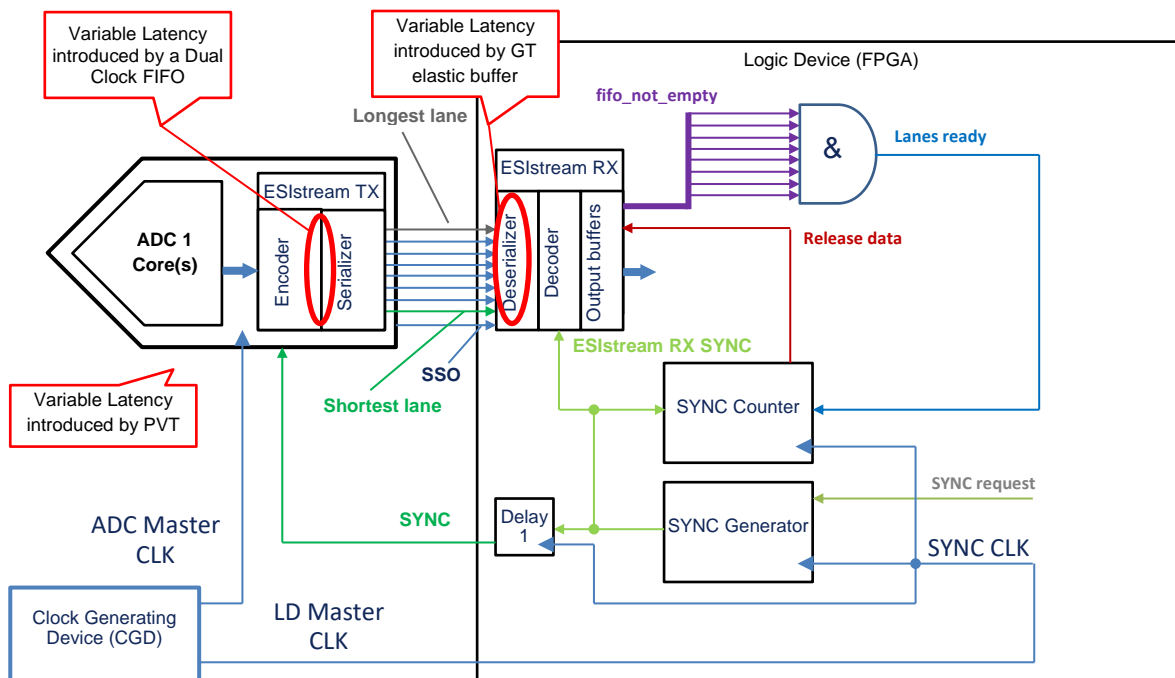 Variable Latency
introduced by a Dual
Clock FIFO
Variable Latency
introduced by GT
elastic buffer
Logic Device (FPGA)
fifo_not_empty
Longest lane
&
Lanes ready
ESIstream TX
ESIstream RX
ADC 1
Core(s)
Encoder
Serializer
Deserializer
Decoder
Output buffers
Release data
ESIstream RX SYNC
SSO
Shortest lane
Variable Latency
introduced by PVT
SYNC Counter
SYNC request
SYNC
Delay
1
SYNC Generator
ADC Master
CLK
SYNC CLK
LD Master
CLK
Clock Generating
Device (CGD)